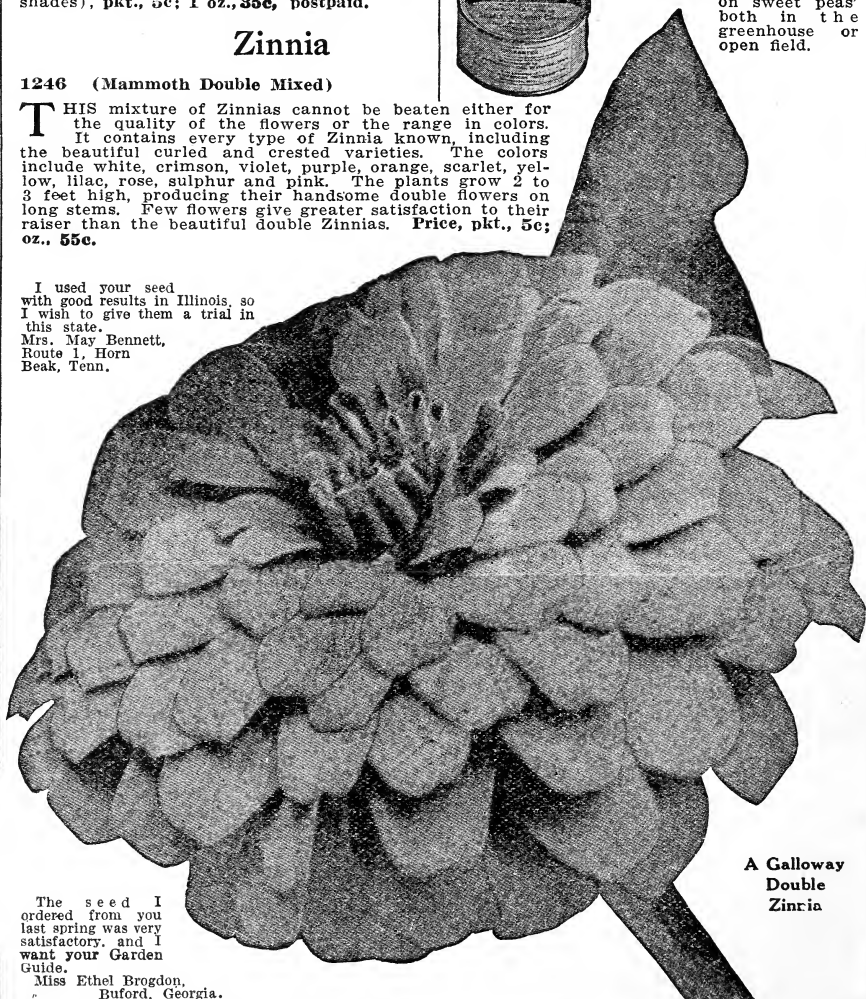 shades), pkt., 5c; 1 oz., 35c, postpaid.
Zinnia
1246 (Mammoth Double Mixed)
THIS mixture of Zinnias cannot be beaten either for
the quality of the flowers or the range in colors.
It contains every type of Zinnia known, including
the beautiful curled and crested varieties. The colors
include white, crimson, violet, purple, orange, scarlet, yel-
low, lilac, rose, sulphur and pink. The plants grow 2 to
3 feet high, producing their handsome double flowers on
long stems. Few flowers give greater satisfaction to their
raiser than the beautiful double Zinnias. Price, pkt., 5c;
oz., 55c.
on sweet peas
both in the
greenhouse or
open field.
I used your seed
with good results in Illinois, so
I wish to give them a trial in
this state.
Mrs. May Bennett,
Route 1, Horn
Beak, Tenn.
A Galloway
Double
Zinnia
The seed I
ordered from you
last spring was very
satisfactory. and I
want your Garden
Guide.
Miss Ethel Brogdon,
Buford, Georgia.